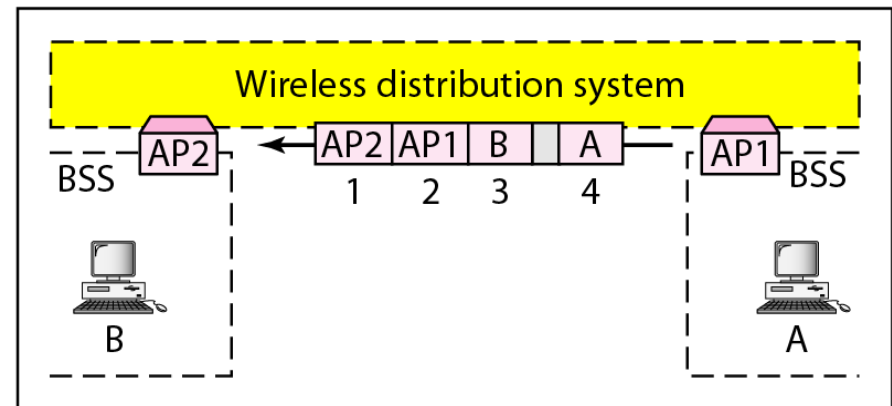 Wireless distribution system
AP2 AP2 AP1 B A AP1
BSS 1 2 3 4 BSS
B A